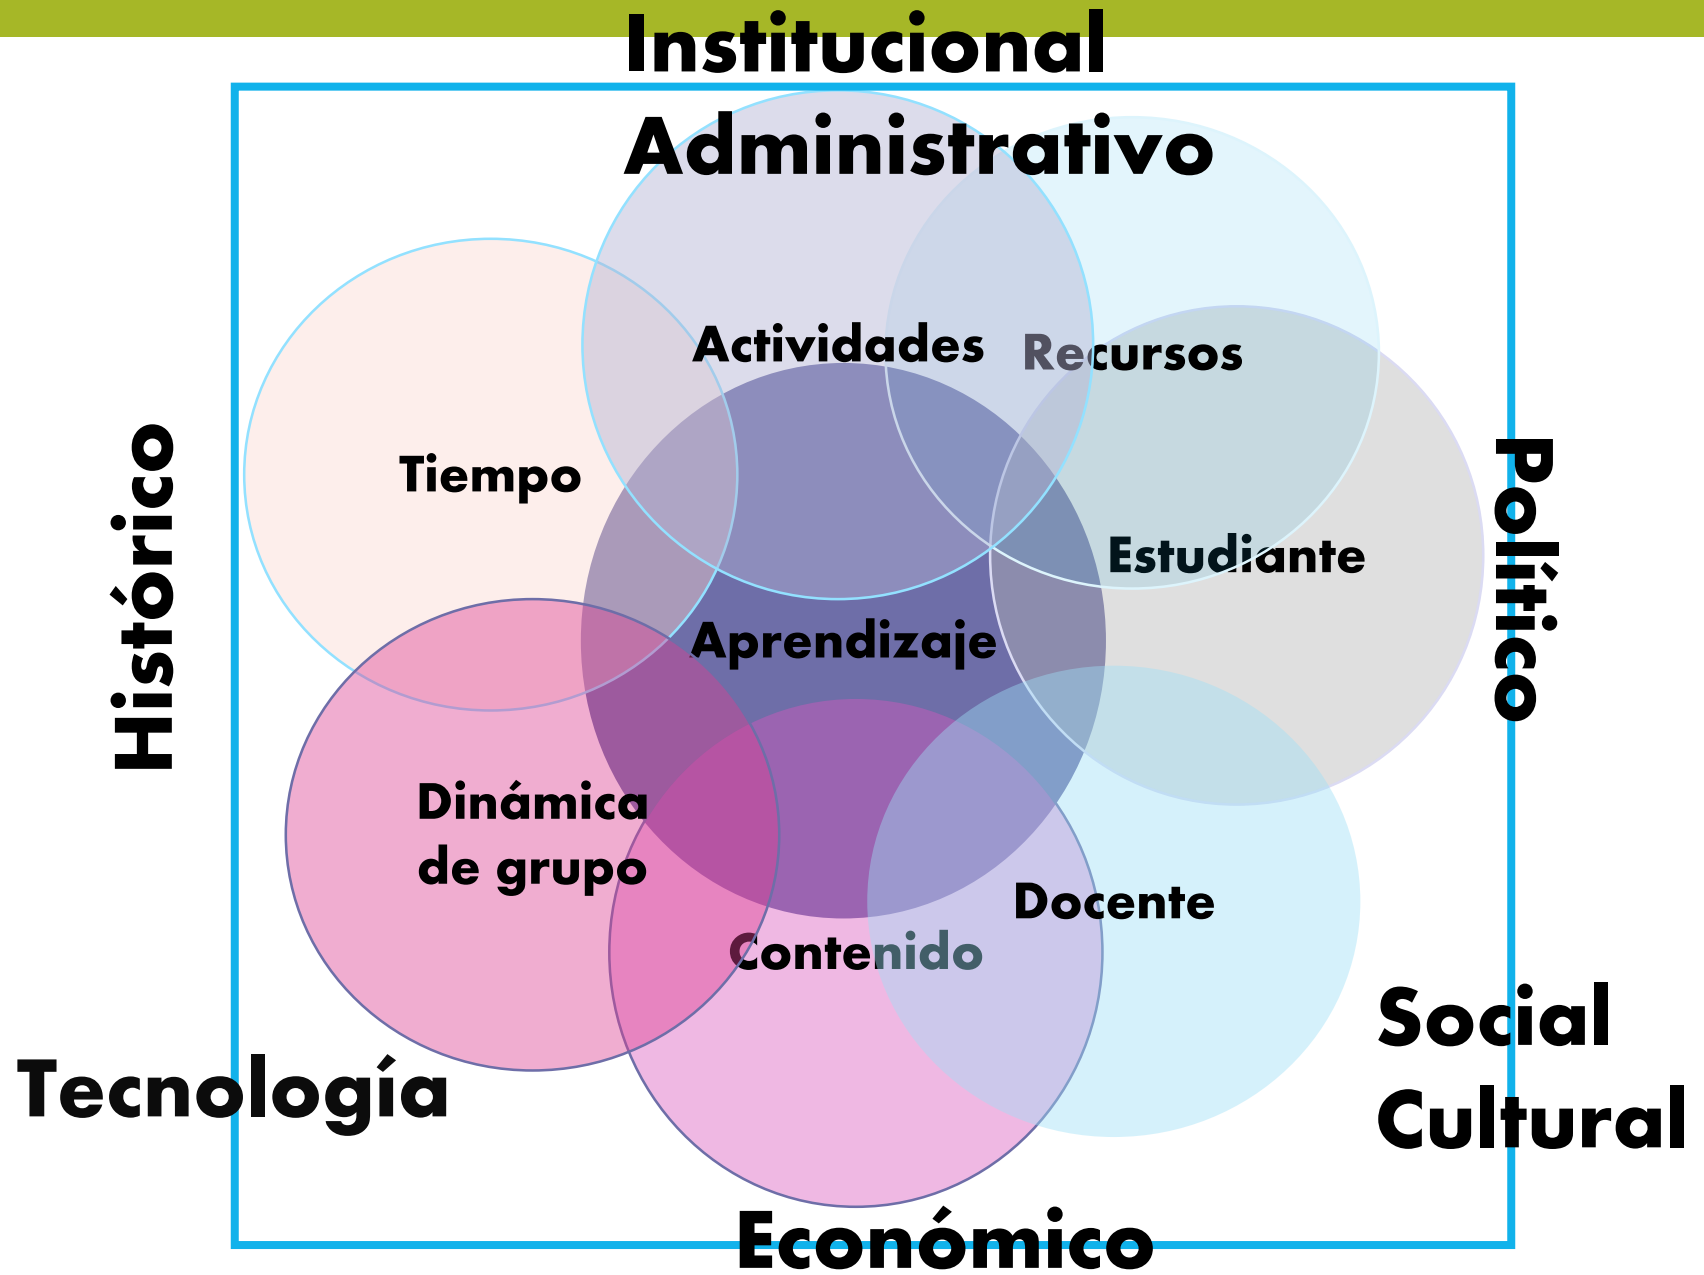 Institucional
Administrativo
Actividades
Recursos
Tiempo
Histórico
Político
Estudiante
Aprendizaje
Dinámica
de grupo
Docente
Contenido
Social
Cultural
Tecnología
Económico